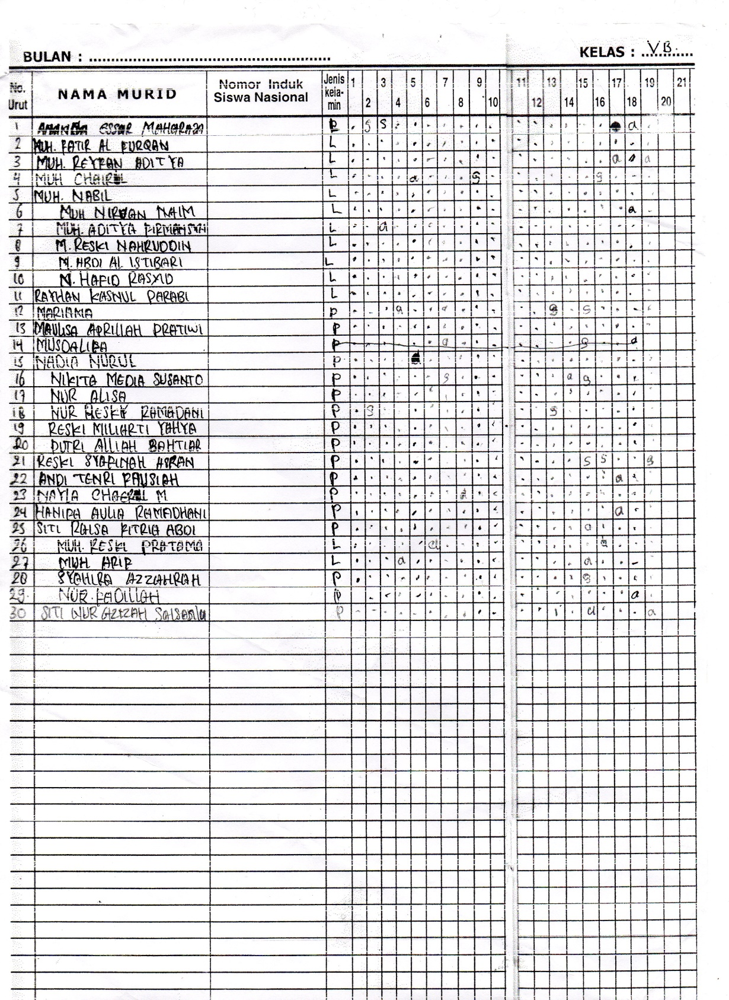 BULAN : ......................................................
KELAS : VB.
No. Urut NAMA MURID Nomor Induk Siswa Nasional Jenis kela-min 1 2 3 4 5 6 7 8 9 10 11 12 13 14 15 16 17 18 19 20 21
1 ESSAR MAHARAJA . S S . . . . . . . . . . . . . a .
2 MUH. FATIR AL FURQAN L
3 MUH. REYFAN ADITYA L a a
4 MUH CHAIRUL L a S S
5 MUH. NABIL L
6 MUH NIRWAN NAIM L a
7 MUH. ADITYA FIRMANSYAH L a
8 M. RESKI NAHRUDDIN L
9 M. ABDI AL ISTIBARI L
10 N. HAFID RASYID L
11 RAYHAN KASNUL PARABI L
12 MARIAMA P a a S S
13 MAULISA APRILLAH PRATIWI P
14 MUSDALIFA P a S a
15 NADIA NURUL P
16 NIKITA MEDIA SUSANTO P S a S
17 NUR ALISA P
18 NUR RESKY RAMADANI P S S
19 RESKI MILIARTI YAHYA P
20 PUTRI ALLIAH BAHTIAR P
21 RESKI SYAFINAH ASRAN P S S S
22 ANDI TENRI FAUSIAH P a
23 NAYLA CHAERUL M P a
24 HANIFA AULIA RAMADHANI P a
25 SITI RAISA FITRIA ABDI P a
26 MUH. RESKI PRATAMA L a a
27 MUH ARIF L a a
28 SYAHIRA AZZAHRAH P S
29. NUR. FADILLAH P a
30 SITI NUR AZIZAH P i a a